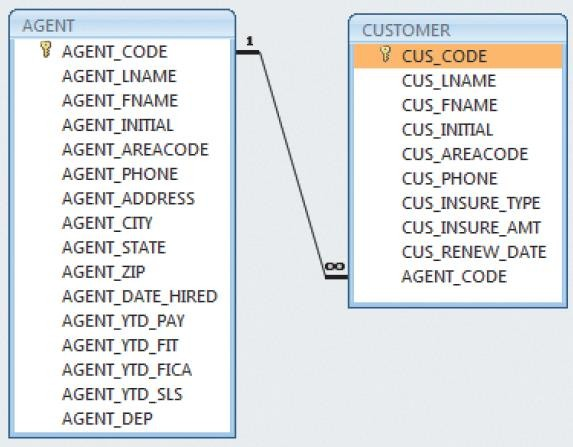 AGENT
AGENT_CODE
AGENT_LNAME
AGENT_FNAME
AGENT_INITIAL
AGENT_AREACODE
AGENT_PHONE
AGENT_ADDRESS
AGENT_CITY
AGENT_STATE
AGENT_ZIP
AGENT_DATE_HIRED
AGENT_YTD_PAY
AGENT_YTD_FIT
AGENT_YTD_FICA
AGENT_YTD_SLS
AGENT_DEP
1
∞
CUSTOMER
CUS_CODE
CUS_LNAME
CUS_FNAME
CUS_INITIAL
CUS_AREACODE
CUS_PHONE
CUS_INSURE_TYPE
CUS_INSURE_AMT
CUS_RENEW_DATE
AGENT_CODE